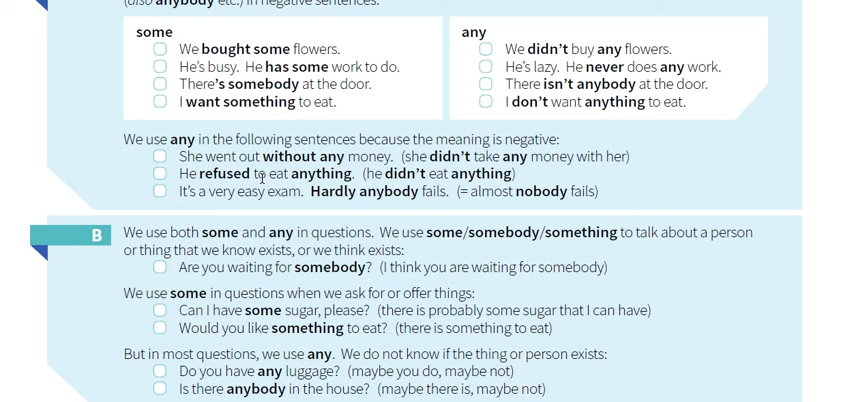 (also anybody etc.) in negative sentences.
some
We bought some flowers.
He's busy. He has some work to do.
There's somebody at the door.
I want something to eat.
any
We didn't buy any flowers.
He's lazy. He never does any work.
There isn't anybody at the door.
I don't want anything to eat.
We use any in the following sentences because the meaning is negative:
She went out without any money. (she didn't take any money with her)
He refused to eat anything. (he didn't eat anything)
It's a very easy exam. Hardly anybody fails. (= almost nobody fails)
B
We use both some and any in questions. We use some/somebody/something to talk about a person
or thing that we know exists, or we think exists:
Are you waiting for somebody? (I think you are waiting for somebody)
We use some in questions when we ask for or offer things:
Can I have some sugar, please? (there is probably some sugar that I can have)
Would you like something to eat? (there is something to eat)
But in most questions, we use any. We do not know if the thing or person exists:
Do you have any luggage? (maybe you do, maybe not)
Is there anybody in the house? (maybe there is, maybe not)